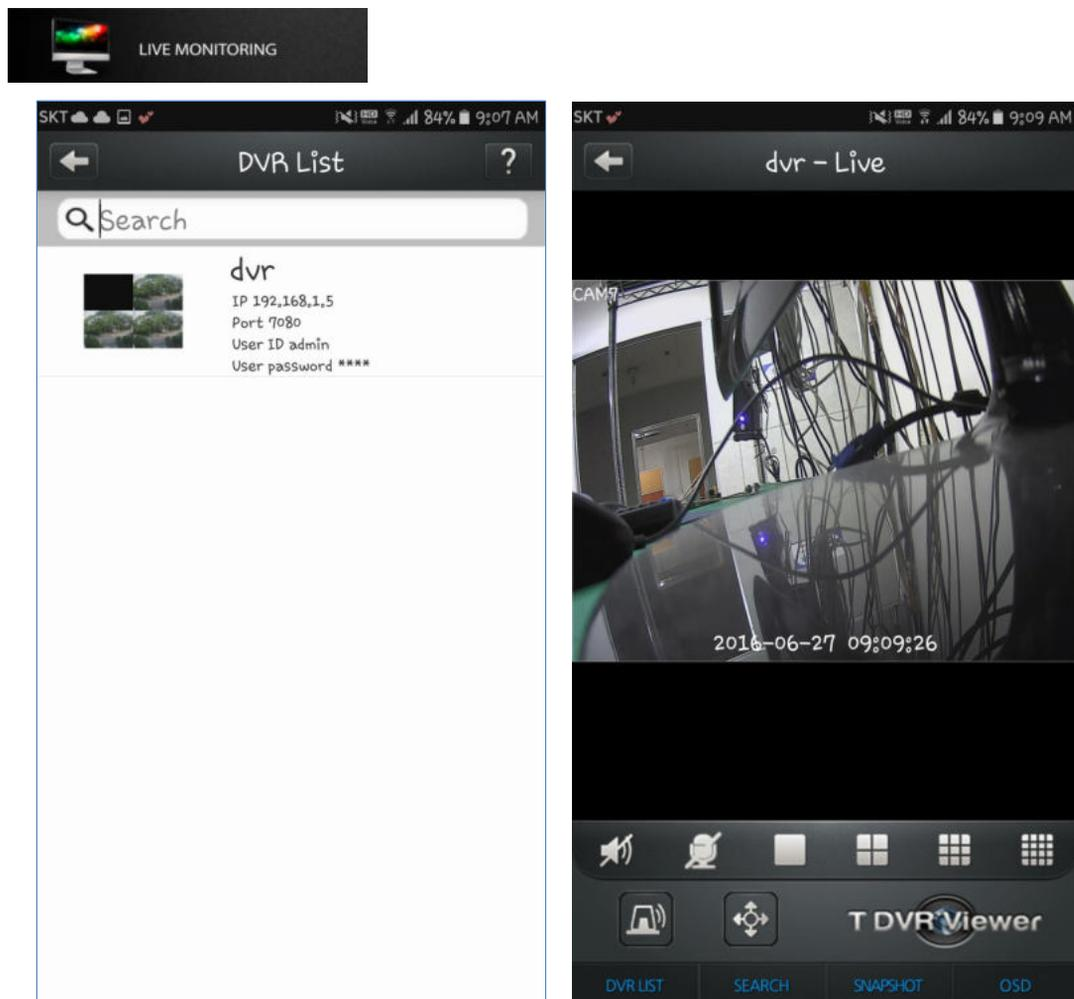 LIVE MONITORING
SKT 84% 9:07 AM
DVR List ?
Search
dvr
IP 192.168.1.5
Port 7080
User ID admin
User password ****
SKT 84% 9:09 AM
dvr - Live
CAM7
2016-06-27 09:09:26
T DVR Viewer
DVR LIST SEARCH SNAPSHOT OSD